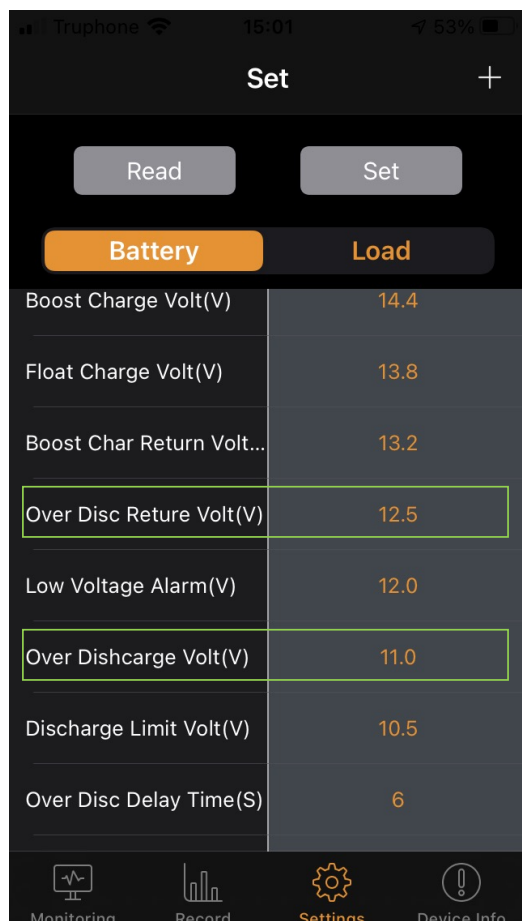 Truphone 15:01 53%
Set +
Read Set
Battery Load
Boost Charge Volt(V) 14.4
Float Charge Volt(V) 13.8
Boost Char Return Volt... 13.2
Over Disc Reture Volt(V) 12.5
Low Voltage Alarm(V) 12.0
Over Dishcarge Volt(V) 11.0
Discharge Limit Volt(V) 10.5
Over Disc Delay Time(S) 6
Monitoring Record Settings Device Info